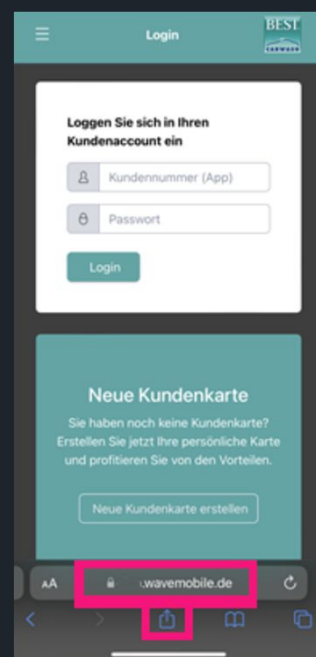 Login
BEST
CARWASH
Loggen Sie sich in Ihren
Kundenaccount ein
Kundennummer (App)
Passwort
Login
Neue Kundenkarte
Sie haben noch keine Kundenkarte?
Erstellen Sie jetzt Ihre persönliche Karte
und profitieren Sie von den Vorteilen.
Neue Kundenkarte erstellen
AA
.wavemobile.de